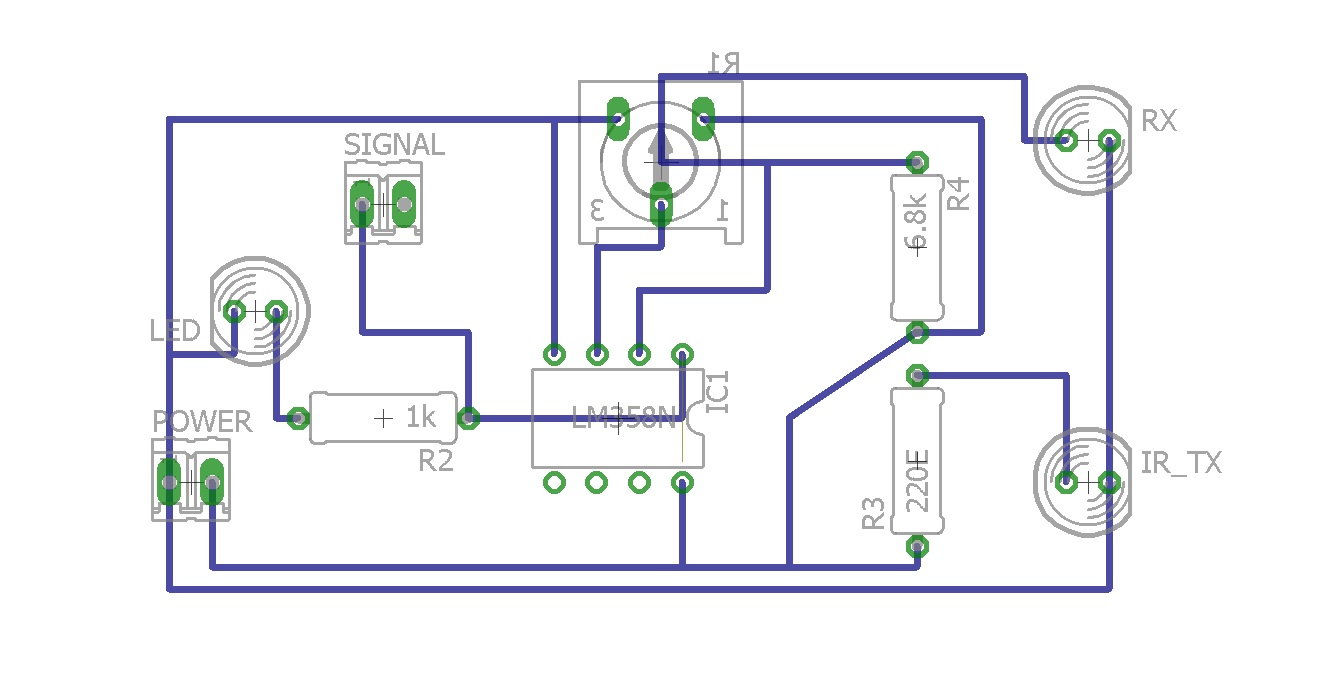 R1
RX
SIGNAL
R4
6.8k
3
1
LED
POWER
1k
R2
LM358N
IC1
220E
R3
IR_TX